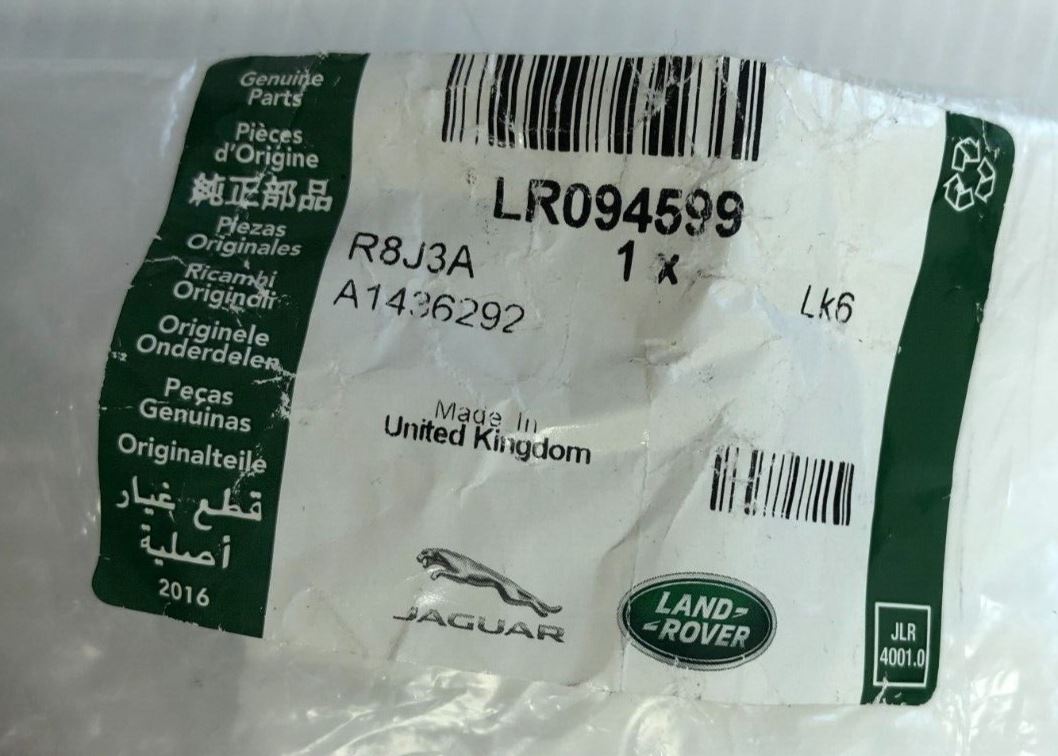 Genuine
Parts
Pièces
d'Origine
純正部品
Piezas
Originales
Ricambi
Originali
Originele
Onderdelen
Peças
Genuinas
Originalteile
قطع غيار
أصلية
2016
LR094599
1 x
R8J3A
A1436292
Lk6
Made In
United Kingdom
JAGUAR
LAND-
-ROVER
JLR
4001.0